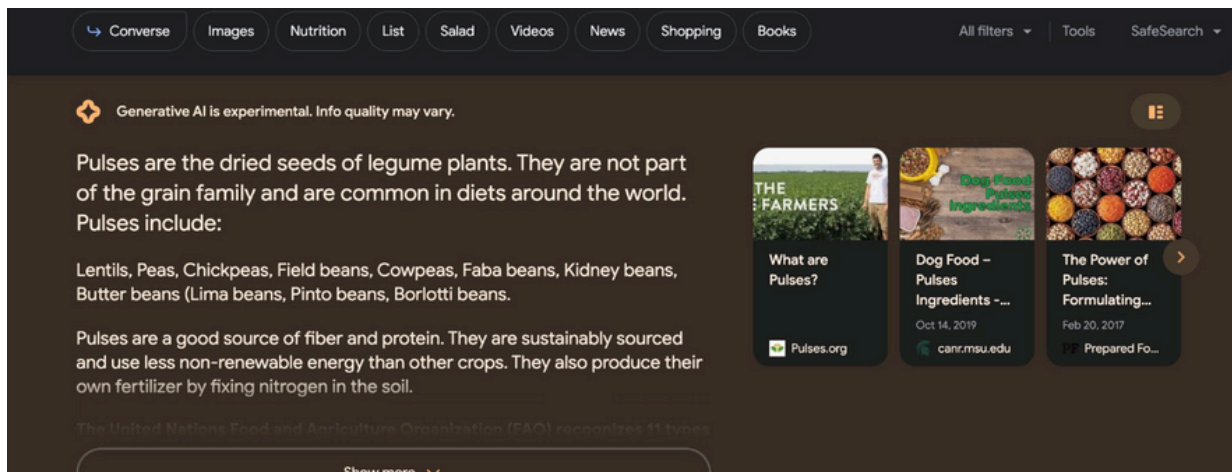 Converse
Images
Nutrition
List
Salad
Videos
News
Shopping
Books
All filters
Tools
SafeSearch
Generative AI is experimental. Info quality may vary.
Pulses are the dried seeds of legume plants. They are not part
of the grain family and are common in diets around the world.
Pulses include:
Lentils, Peas, Chickpeas, Field beans, Cowpeas, Faba beans, Kidney beans,
Butter beans (Lima beans, Pinto beans, Borlotti beans.
Pulses are a good source of fiber and protein. They are sustainably sourced
and use less non-renewable energy than other crops. They also produce their
own fertilizer by fixing nitrogen in the soil.
The United Nations Food and Agriculture Organization (FAO) recognizes 11 types
Show more
THE
FARMERS
What are
Pulses?
Pulses.org
Dog Food
Pulses
Ingredients
Dog Food –
Pulses
Ingredients -...
Oct 14, 2019
canr.msu.edu
The Power of
Pulses:
Formulating...
Feb 20, 2017
PF Prepared Fo...